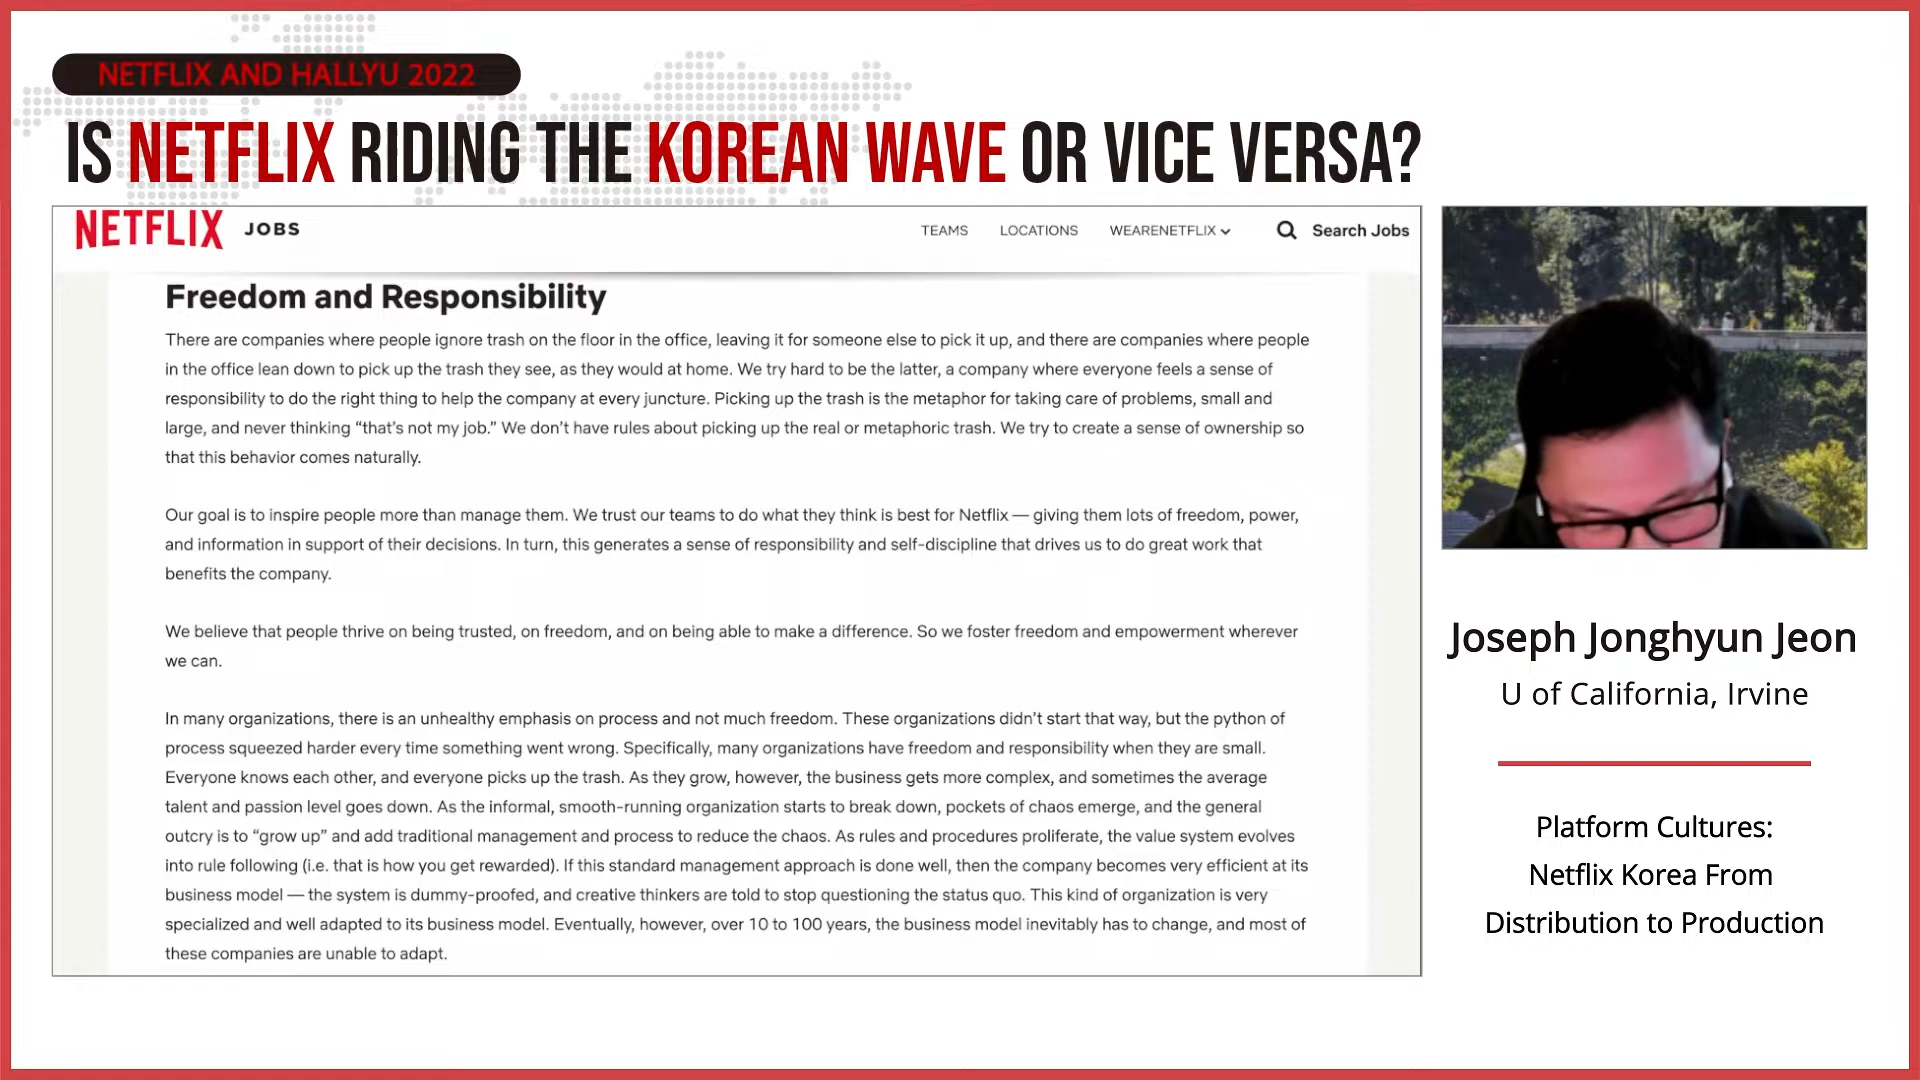 NETFLIX AND HALLYU 2022
IS NETFLIX RIDING THE KOREAN WAVE OR VICE VERSA?
NETFLIX JOBS
TEAMS LOCATIONS WEARENETFLIX Search Jobs
Freedom and Responsibility
There are companies where people ignore trash on the floor in the office, leaving it for someone else to pick it up, and there are companies where people
in the office lean down to pick up the trash they see, as they would at home. We try hard to be the latter, a company where everyone feels a sense of
responsibility to do the right thing to help the company at every juncture. Picking up the trash is the metaphor for taking care of problems, small and
large, and never thinking “that’s not my job.” We don’t have rules about picking up the real or metaphoric trash. We try to create a sense of ownership so
that this behavior comes naturally.
Our goal is to inspire people more than manage them. We trust our teams to do what they think is best for Netflix — giving them lots of freedom, power,
and information in support of their decisions. In turn, this generates a sense of responsibility and self-discipline that drives us to do great work that
benefits the company.
We believe that people thrive on being trusted, on freedom, and on being able to make a difference. So we foster freedom and empowerment wherever
we can.
In many organizations, there is an unhealthy emphasis on process and not much freedom. These organizations didn’t start that way, but the python of
process squeezed harder every time something went wrong. Specifically, many organizations have freedom and responsibility when they are small.
Everyone knows each other, and everyone picks up the trash. As they grow, however, the business gets more complex, and sometimes the average
talent and passion level goes down. As the informal, smooth-running organization starts to break down, pockets of chaos emerge, and the general
outcry is to “grow up” and add traditional management and process to reduce the chaos. As rules and procedures proliferate, the value system evolves
into rule following (i.e. that is how you get rewarded). If this standard management approach is done well, then the company becomes very efficient at its
business model — the system is dummy-proofed, and creative thinkers are told to stop questioning the status quo. This kind of organization is very
specialized and well adapted to its business model. Eventually, however, over 10 to 100 years, the business model inevitably has to change, and most of
these companies are unable to adapt.
Joseph Jonghyun Jeon
U of California, Irvine
Platform Cultures:
Netflix Korea From
Distribution to Production